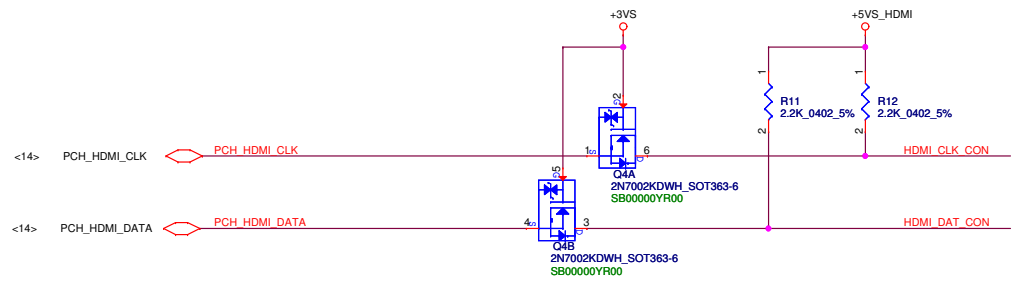 +3VS
+5VS_HDMI
1
1
2
G
R11
2.2K_0402_5%
R12
2.2K_0402_5%
2
2
<14>
PCH_HDMI_CLK
PCH_HDMI_CLK
1
S
D
6
HDMI_CLK_CON
5
G
Q4A
2N7002KDWH_SOT363-6
SB00000YR00
<14>
PCH_HDMI_DATA
PCH_HDMI_DATA
4
S
D
3
HDMI_DAT_CON
Q4B
2N7002KDWH_SOT363-6
SB00000YR00